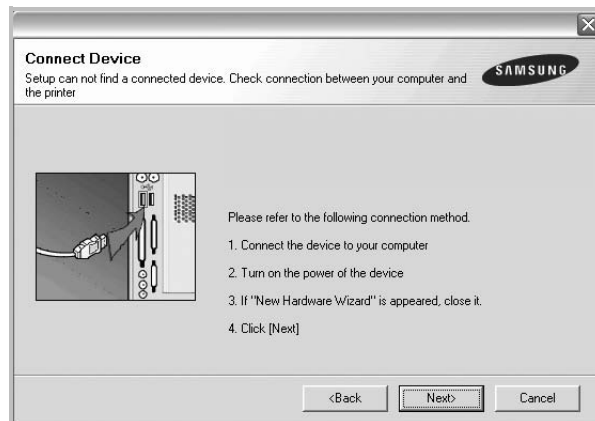 Connect Device
Setup can not find a connected device. Check connection between your computer and
the printer
SAMSUNG
Please refer to the following connection method.
1. Connect the device to your computer
2. Turn on the power of the device
3. If "New Hardware Wizard" is appeared, close it.
4. Click [Next]
<Back
Next>
Cancel